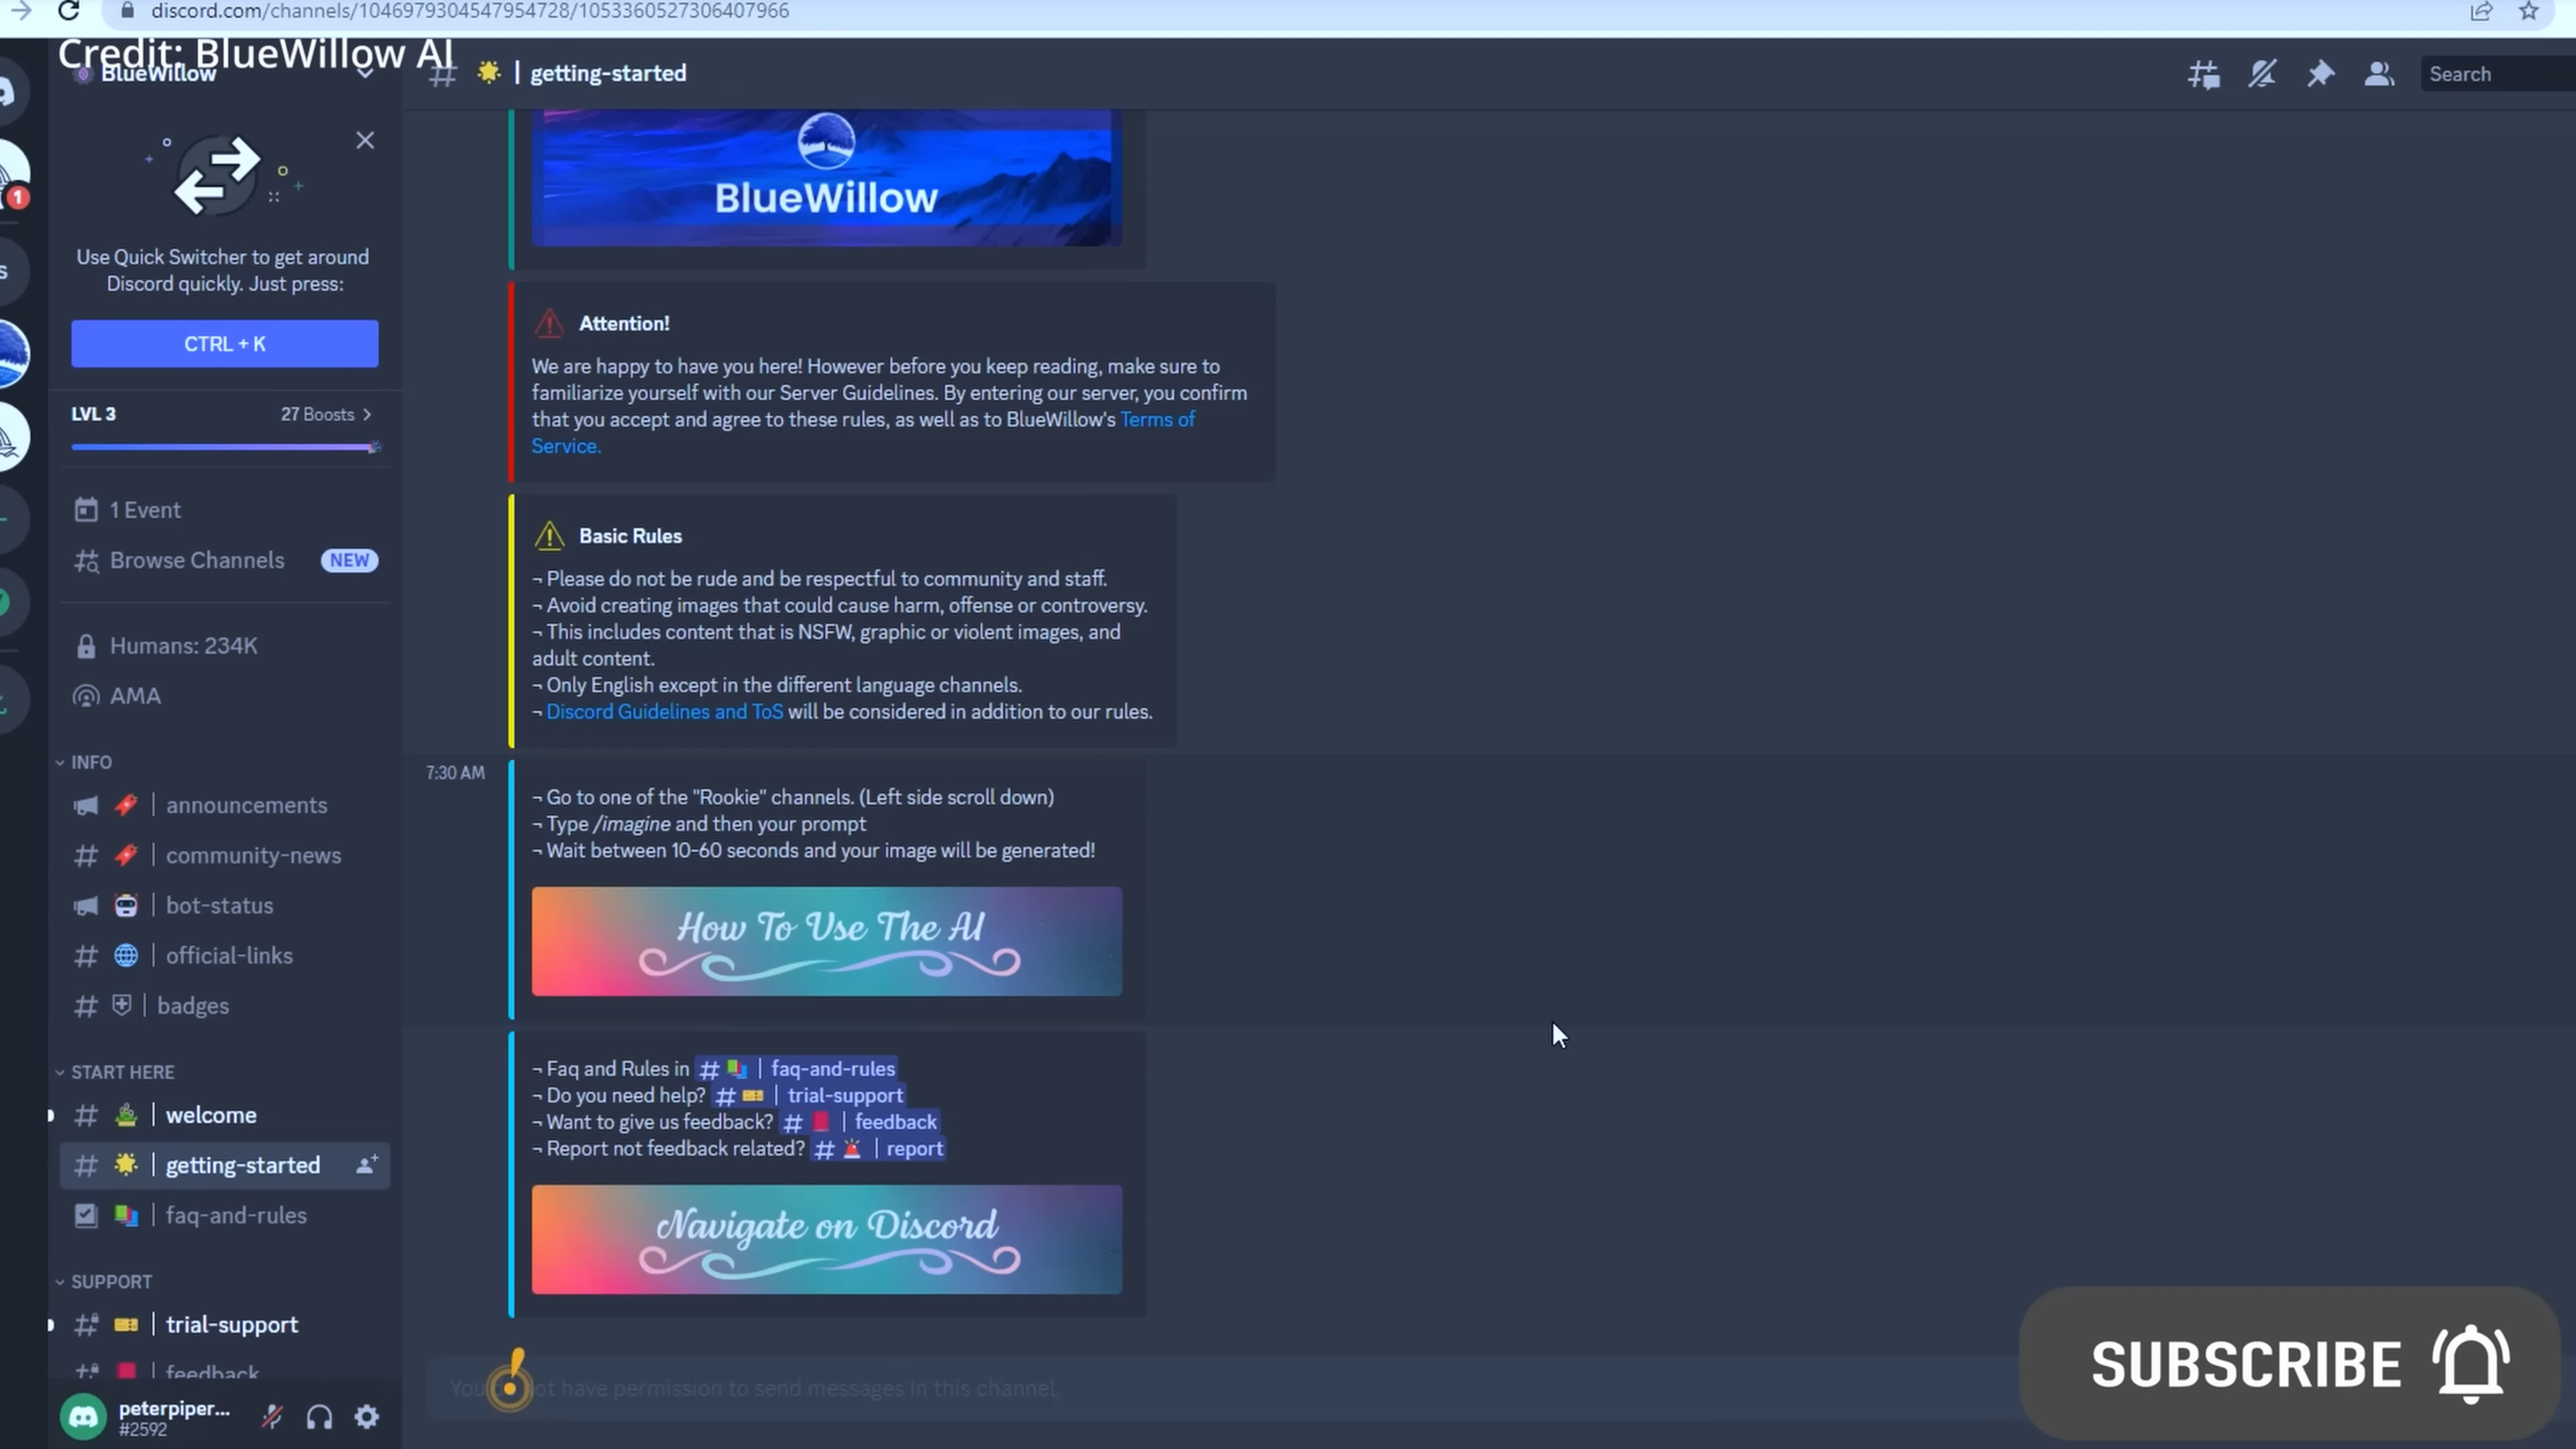 discord.com/channels/1046979304547954728/1053360527306407966
Credit: BlueWillow AI
BlueWillow
| getting-started
Search
1
s
Use Quick Switcher to get around
Discord quickly. Just press:
CTRL + K
LVL 3
27 Boosts
1 Event
Browse Channels
NEW
Humans: 234K
AMA
INFO
| announcements
| community-news
| bot-status
| official-links
| badges
START HERE
| welcome
| getting-started
| faq-and-rules
SUPPORT
| trial-support
feedback
peterpiper...
#2592
BlueWillow
Attention!
We are happy to have you here! However before you keep reading, make sure to
familiarize yourself with our Server Guidelines. By entering our server, you confirm
that you accept and agree to these rules, as well as to BlueWillow's Terms of
Service.
Basic Rules
¬ Please do not be rude and be respectful to community and staff.
¬ Avoid creating images that could cause harm, offense or controversy.
¬ This includes content that is NSFW, graphic or violent images, and
adult content.
¬ Only English except in the different language channels.
¬ Discord Guidelines and ToS will be considered in addition to our rules.
7:30 AM
¬ Go to one of the "Rookie" channels. (Left side scroll down)
¬ Type /imagine and then your prompt
¬ Wait between 10-60 seconds and your image will be generated!
How To Use The AI
¬ Faq and Rules in # | faq-and-rules
¬ Do you need help? # | trial-support
¬ Want to give us feedback? # | feedback
¬ Report not feedback related? # | report
Navigate on Discord
You not have permission to send messages in this channel.
SUBSCRIBE